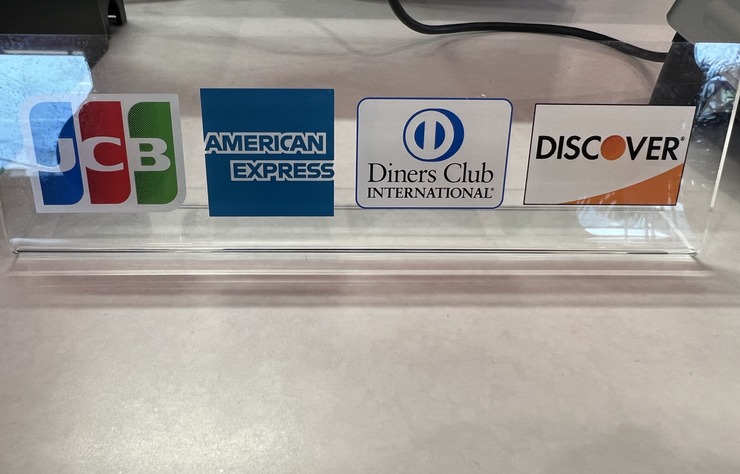 JCB
AMERICAN
EXPRESS
Diners Club
INTERNATIONAL®
DISCOVER®